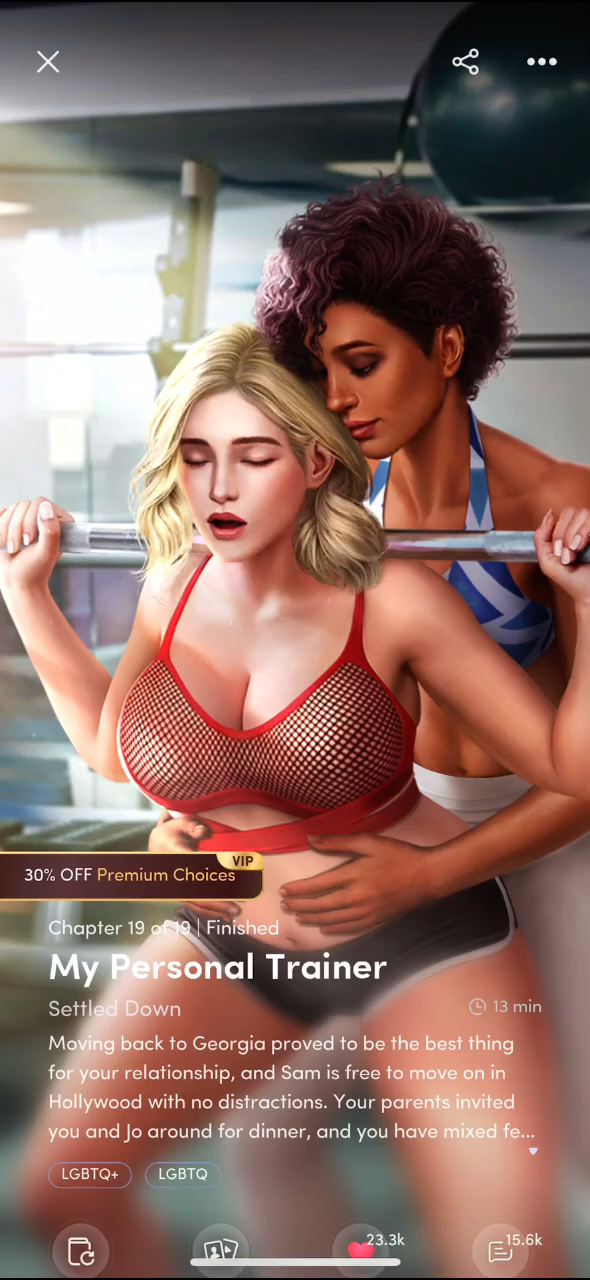 VIP
30% OFF Premium Choices
Chapter 19 of 19 | Finished
My Personal Trainer
Settled Down
13 min
Moving back to Georgia proved to be the best thing
for your relationship, and Sam is free to move on in
Hollywood with no distractions. Your parents invited
you and Jo around for dinner, and you have mixed fe...
LGBTQ+
LGBTQ
23.3k
15.6k